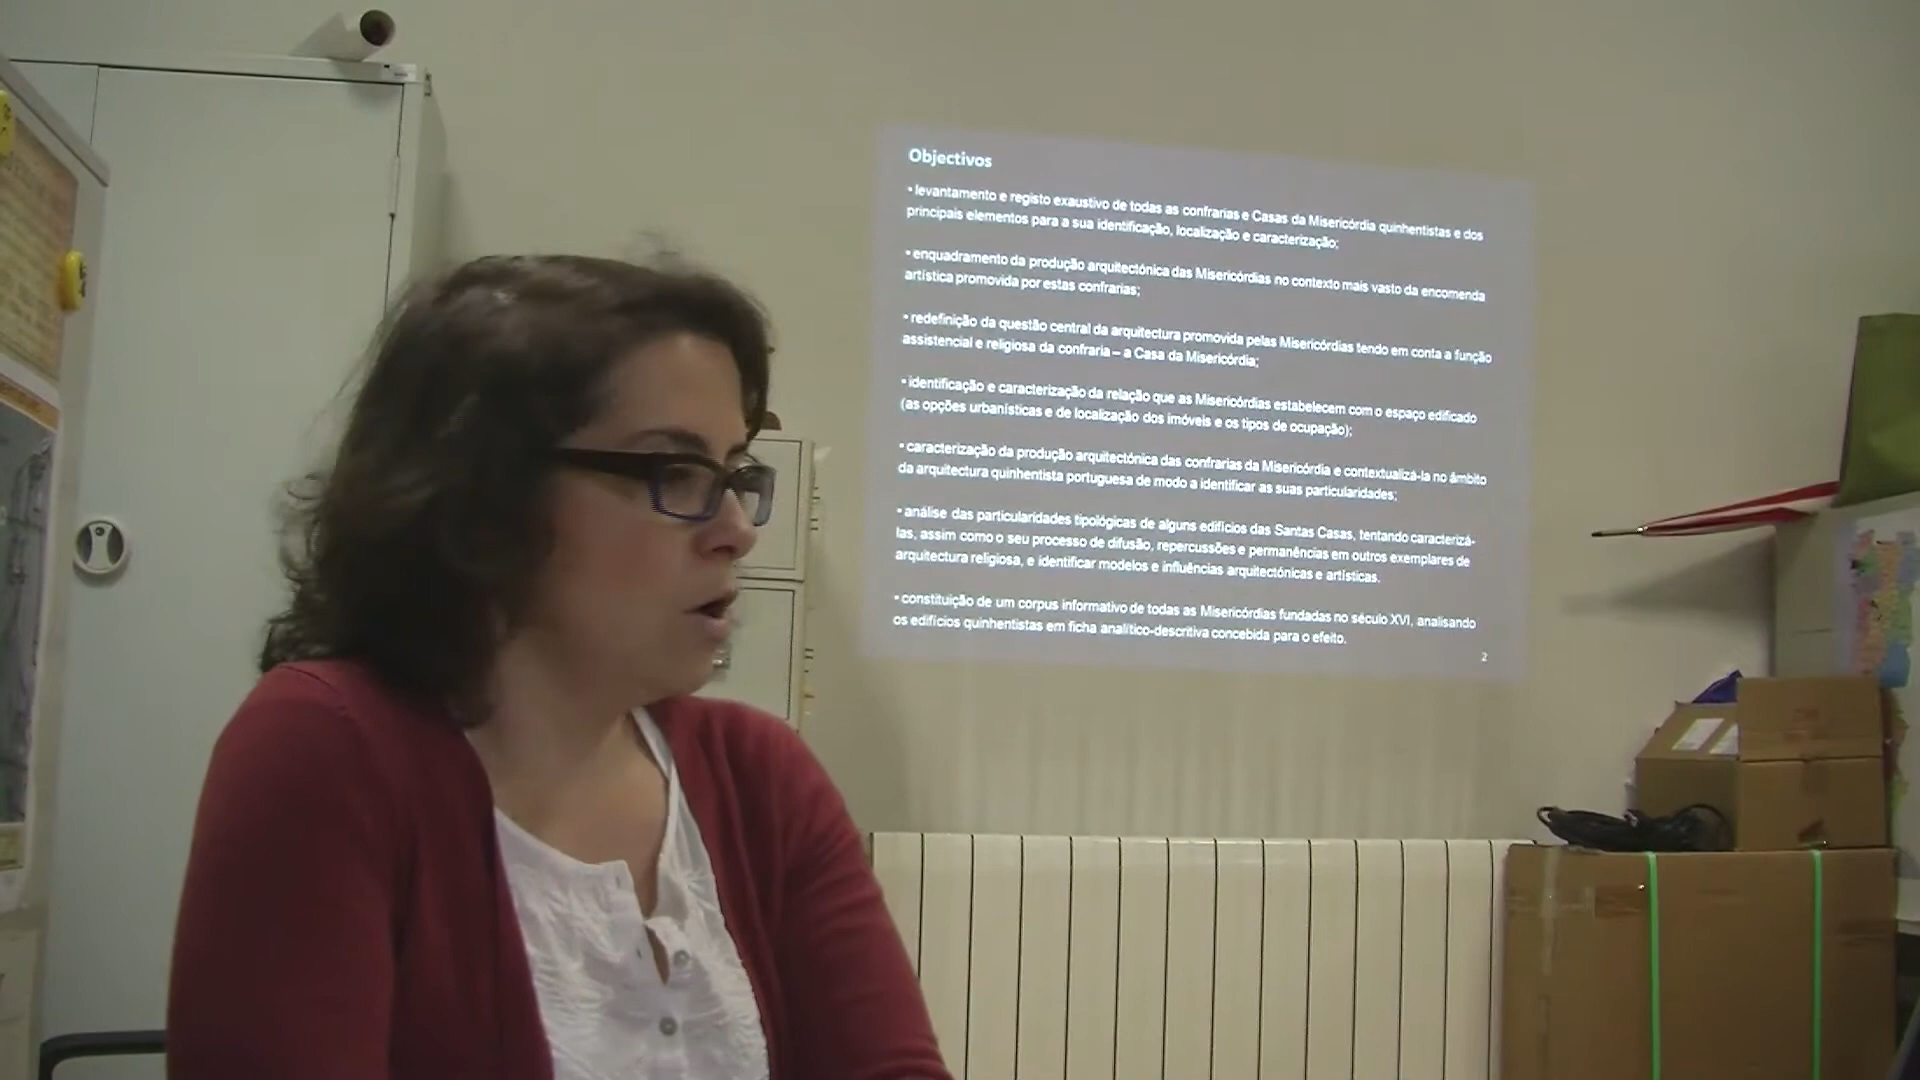 Objectivos
• levantamento e registo exaustivo de todas as confrarias e Casas da Misericórdia quinhentistas e dos
principais elementos para a sua identificação, localização e caracterização;
• enquadramento da produção arquitectónica das Misericórdias no contexto mais vasto da encomenda
artística promovida por estas confrarias;
• redefinição da questão central da arquitectura promovida pelas Misericórdias tendo em conta a função
assistencial e religiosa da confraria – a Casa da Misericórdia;
• identificação e caracterização da relação que as Misericórdias estabelecem com o espaço edificado
(as opções urbanísticas e de localização dos imóveis e os tipos de ocupação);
• caracterização da produção arquitectónica das confrarias da Misericórdia e contextualizá-la no âmbito
da arquitectura quinhentista portuguesa de modo a identificar as suas particularidades;
• análise das particularidades tipológicas de alguns edifícios das Santas Casas, tentando caracterizá-
las, assim como o seu processo de difusão, repercussões e permanências em outros exemplares de
arquitectura religiosa, e identificar modelos e influências arquitectónicas e artísticas.
• constituição de um corpus informativo de todas as Misericórdias fundadas no século XVI, analisando
os edifícios quinhentistas em ficha analítico-descritiva concebida para o efeito.
2